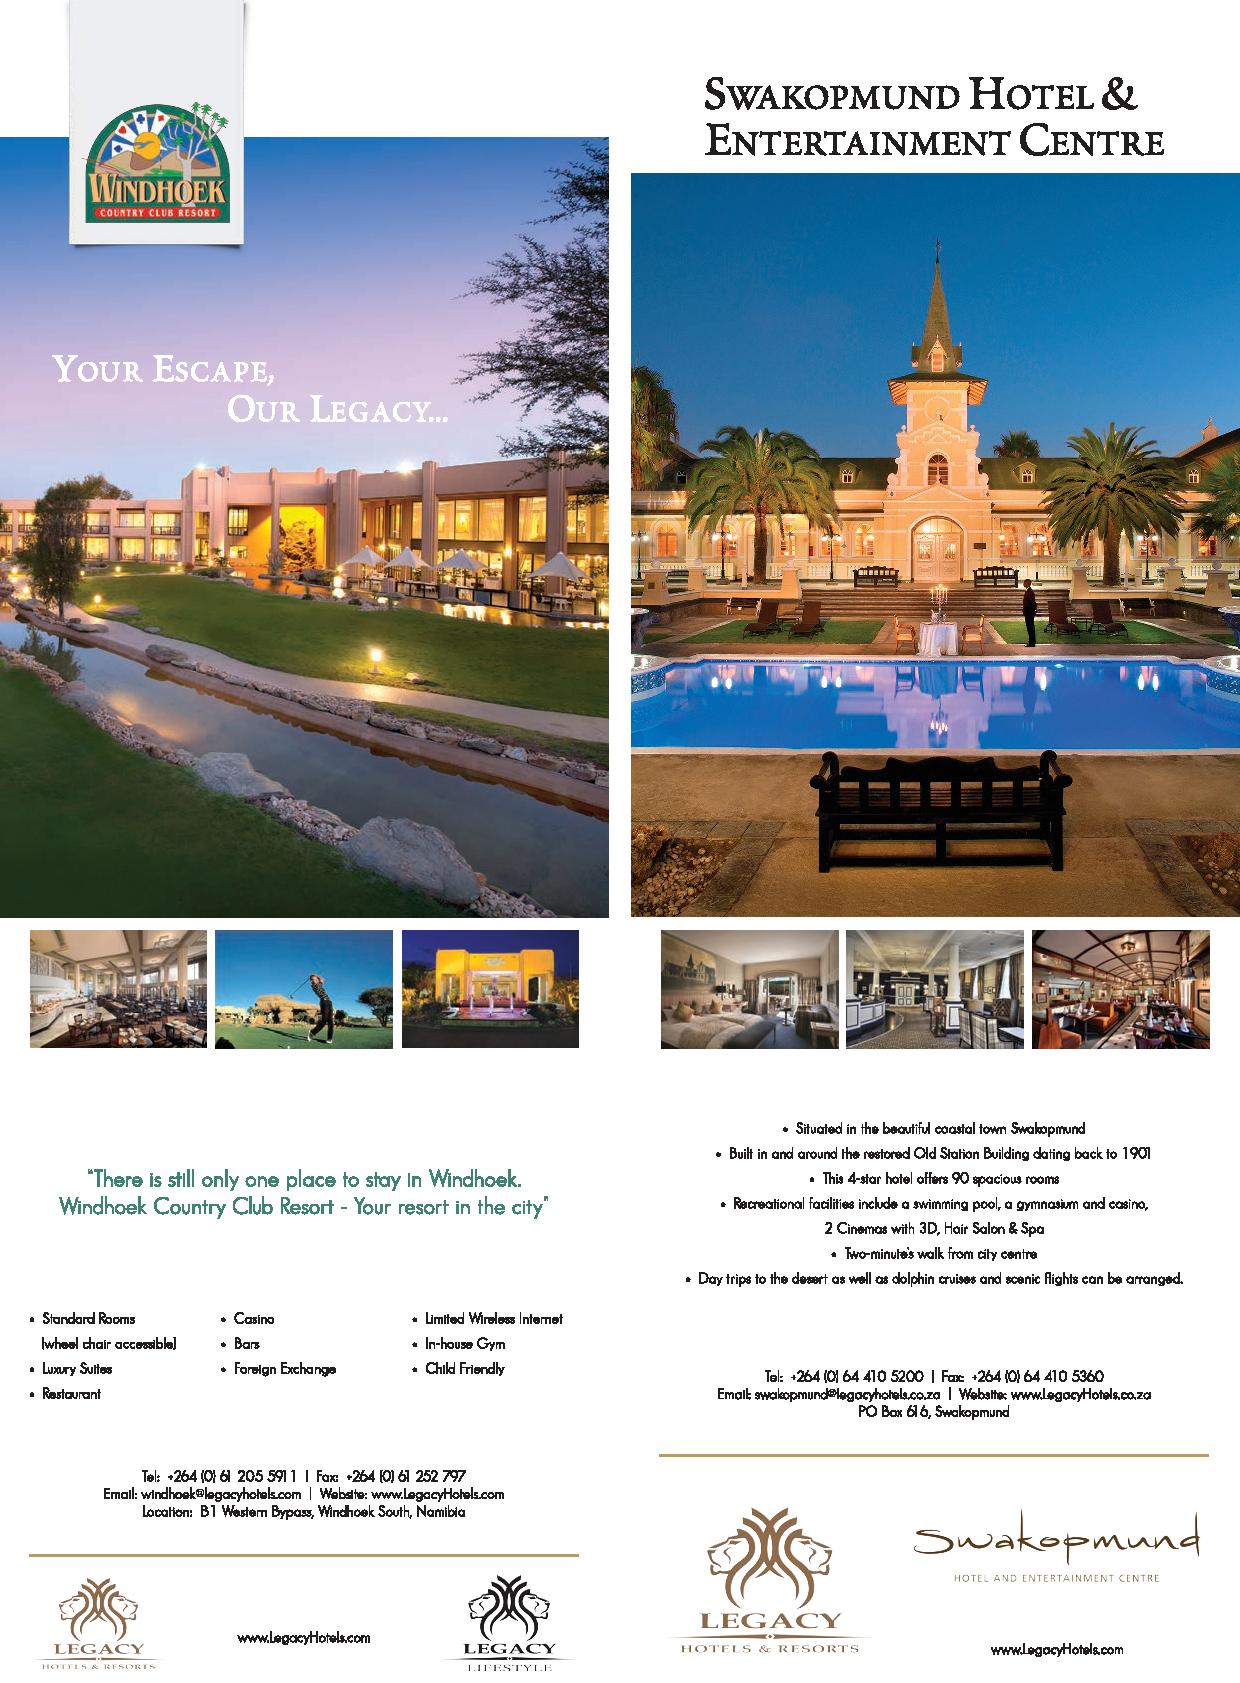 WINDHOEK
COUNTRY CLUB RESORT
YOUR ESCAPE,
OUR LEGACY...
"There is still only one place to stay in Windhoek.
Windhoek Country Club Resort - Your resort in the city"
• Standard Rooms
(wheel chair accessible)
• Luxury Suites
• Restaurant
• Casino
• Bars
• Foreign Exchange
• Limited Wireless Internet
• In-house Gym
• Child Friendly
Tel: +264 (0) 61 205 5911 | Fax: +264 (0) 61 252 797
Email: windhoek@legacyhotels.com | Website: www.LegacyHotels.com
Location: B1 Western Bypass, Windhoek South, Namibia
LEGACY
HOTELS & RESORTS
www.LegacyHotels.com
LEGACY
LIFESTYLE
SWAKOPMUND HOTEL &
ENTERTAINMENT CENTRE
• Situated in the beautiful coastal town Swakopmund
• Built in and around the restored Old Station Building dating back to 1901
• This 4-star hotel offers 90 spacious rooms
• Recreational facilities include a swimming pool, a gymnasium and casino,
2 Cinemas with 3D, Hair Salon & Spa
• Two-minute's walk from city centre
• Day trips to the desert as well as dolphin cruises and scenic flights can be arranged.
Tel: +264 (0) 64 410 5200 | Fax: +264 (0) 64 410 5360
Email: swakopmund@legacyhotels.co.za | Website: www.LegacyHotels.co.za
PO Box 616, Swakopmund
LEGACY
HOTELS & RESORTS
Swakopmund
HOTEL AND ENTERTAINMENT CENTRE
www.LegacyHotels.com